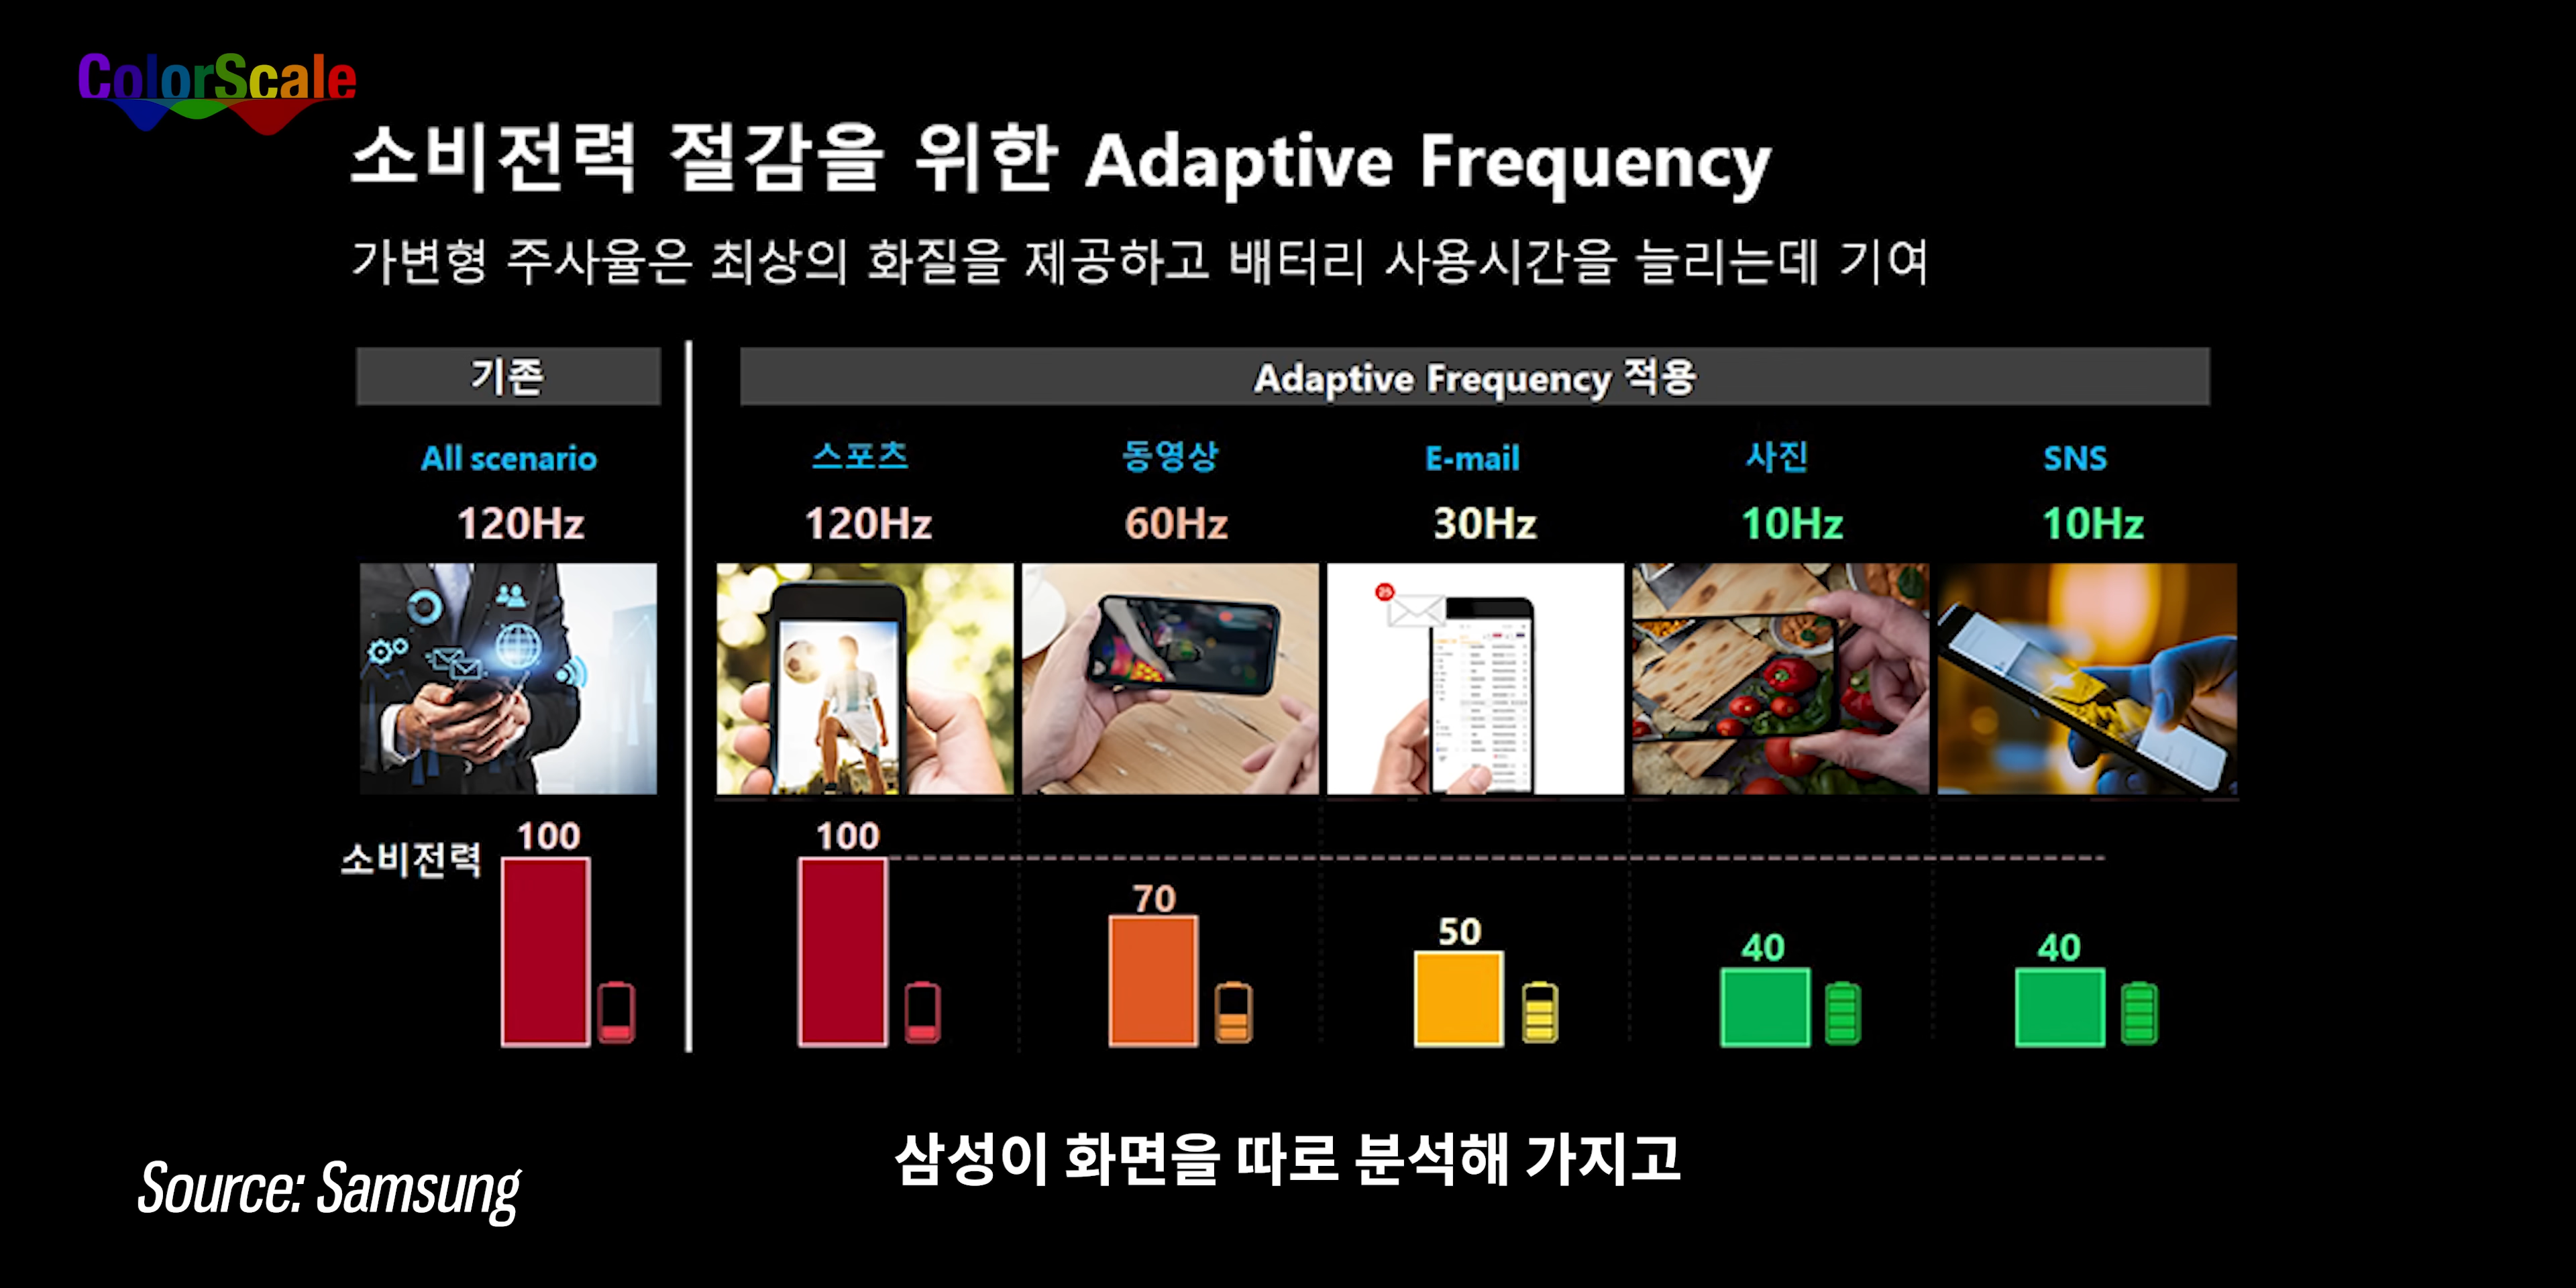 ColorScale
소비전력 절감을 위한 Adaptive Frequency
가변형 주사율은 최상의 화질을 제공하고 배터리 사용시간을 늘리는데 기여
기존
Adaptive Frequency 적용
All scenario
스포츠
동영상
E-mail
사진
SNS
120Hz
120Hz
60Hz
30Hz
10Hz
10Hz
25
소비전력
100
100
70
50
40
40
삼성이 화면을 따로 분석해 가지고
Source: Samsung